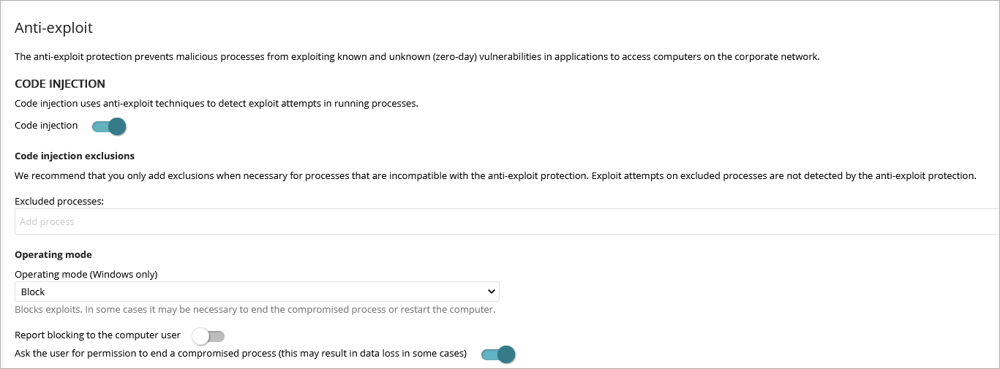 Anti-exploit
The anti-exploit protection prevents malicious processes from exploiting known and unknown (zero-day) vulnerabilities in applications to access computers on the corporate network.
CODE INJECTION
Code injection uses anti-exploit techniques to detect exploit attempts in running processes.
Code injection
Code injection exclusions
We recommend that you only add exclusions when necessary for processes that are incompatible with the anti-exploit protection. Exploit attempts on excluded processes are not detected by the anti-exploit protection.
Excluded processes:
Add process
Operating mode
Operating mode (Windows only)
Block
Blocks exploits. In some cases it may be necessary to end the compromised process or restart the computer.
Report blocking to the computer user
Ask the user for permission to end a compromised process (this may result in data loss in some cases)